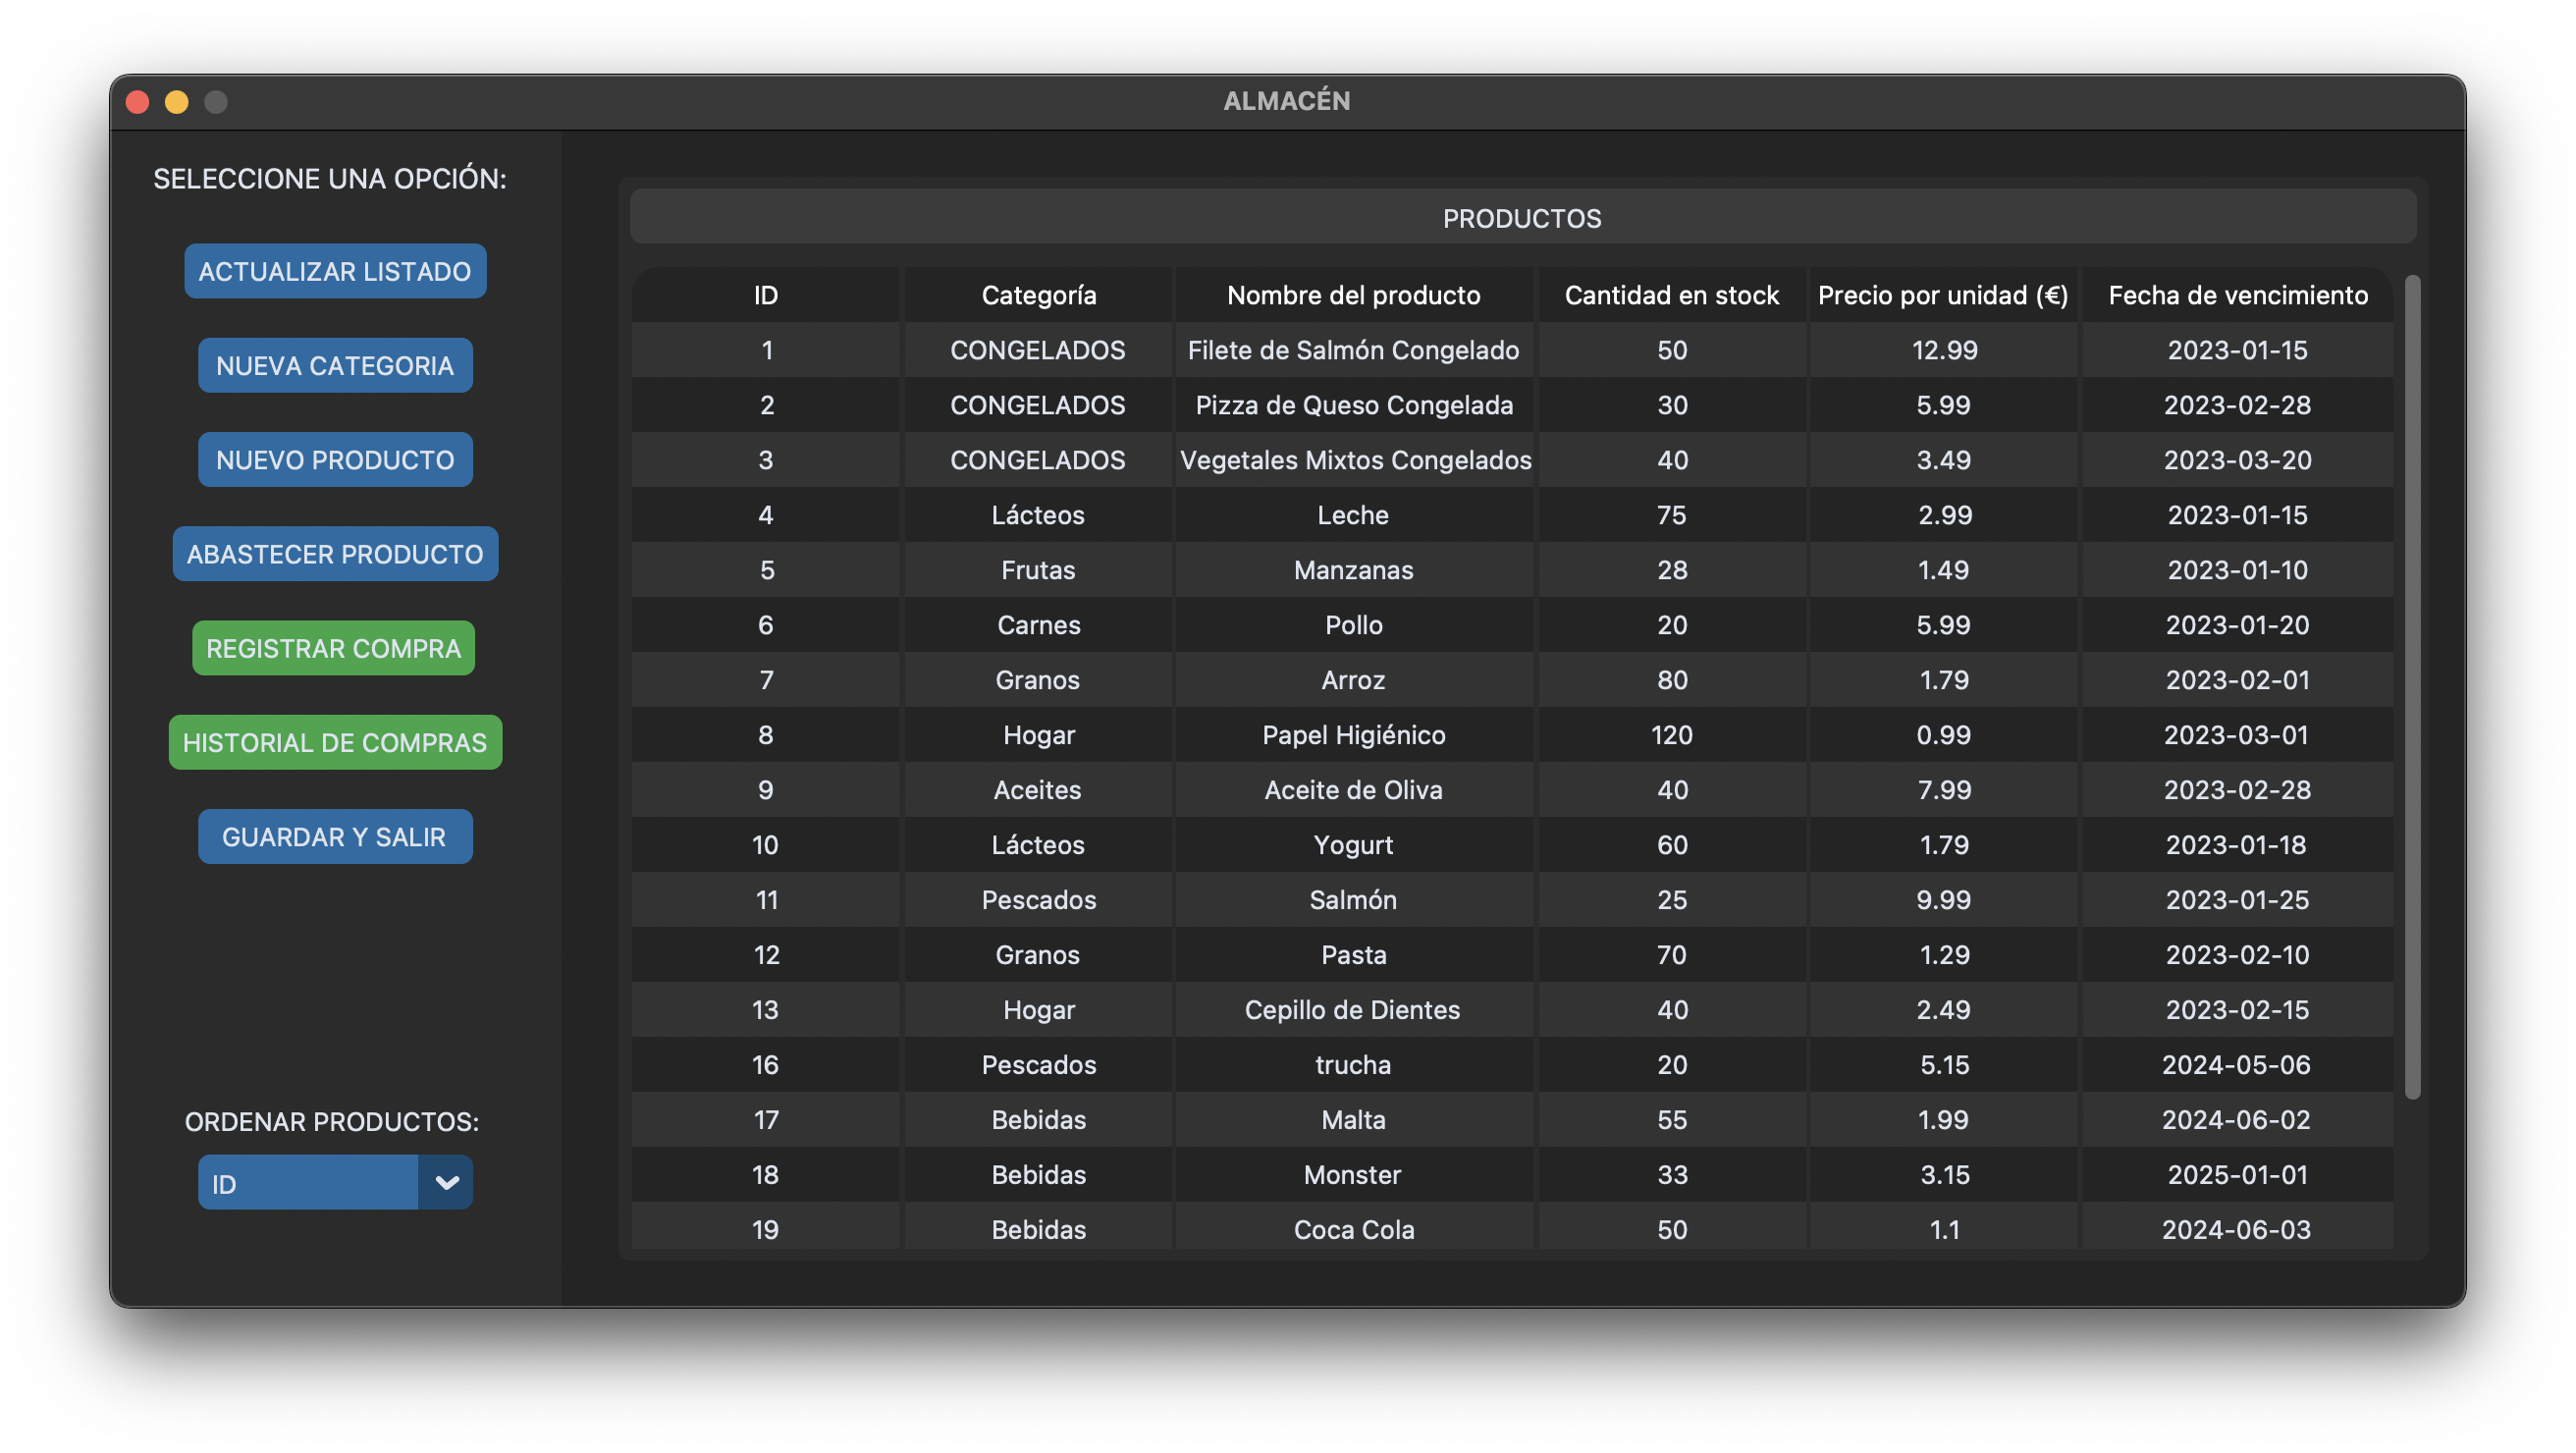 ALMACÉN
SELECCIONE UNA OPCIÓN:
ACTUALIZAR LISTADO
NUEVA CATEGORIA
NUEVO PRODUCTO
ABASTECER PRODUCTO
REGISTRAR COMPRA
HISTORIAL DE COMPRAS
GUARDAR Y SALIR
ORDENAR PRODUCTOS:
ID
PRODUCTOS
ID Categoría Nombre del producto Cantidad en stock Precio por unidad (€) Fecha de vencimiento
1 CONGELADOS Filete de Salmón Congelado 50 12.99 2023-01-15
2 CONGELADOS Pizza de Queso Congelada 30 5.99 2023-02-28
3 CONGELADOS Vegetales Mixtos Congelados 40 3.49 2023-03-20
4 Lácteos Leche 75 2.99 2023-01-15
5 Frutas Manzanas 28 1.49 2023-01-10
6 Carnes Pollo 20 5.99 2023-01-20
7 Granos Arroz 80 1.79 2023-02-01
8 Hogar Papel Higiénico 120 0.99 2023-03-01
9 Aceites Aceite de Oliva 40 7.99 2023-02-28
10 Lácteos Yogurt 60 1.79 2023-01-18
11 Pescados Salmón 25 9.99 2023-01-25
12 Granos Pasta 70 1.29 2023-02-10
13 Hogar Cepillo de Dientes 40 2.49 2023-02-15
16 Pescados trucha 20 5.15 2024-05-06
17 Bebidas Malta 55 1.99 2024-06-02
18 Bebidas Monster 33 3.15 2025-01-01
19 Bebidas Coca Cola 50 1.1 2024-06-03